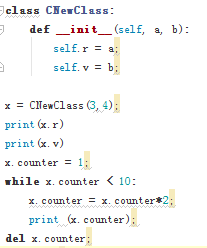 class CNewClass:
    def __init__(self, a, b):
        self.r = a;
        self.v = b;
x = CNewClass(3,4);
print(x.r)
print(x.v)
x.counter = 1;
while x.counter < 10:
    x.counter = x.counter*2;
    print (x.counter);
del x.counter;